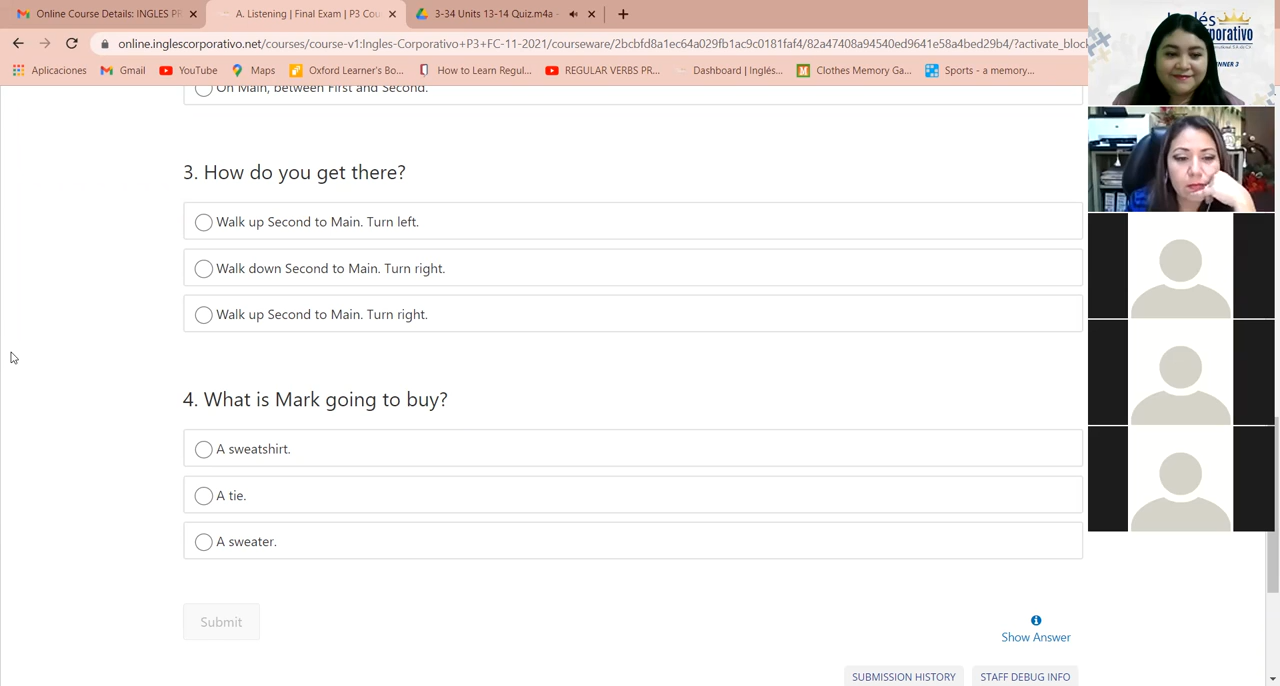 Online Course Details: INGLES PR
A. Listening | Final Exam | P3 Cou
3-34 Units 13-14 Quiz.m4a -
online.inglescorporativo.net/courses/course-v1:Ingles-Corporativo+P3+FC-11-2021/courseware/2bcbfd8a1ec64a029fb1ac9c0181faf4/82a47408a94540ed9641e58a4bed29b4/?activate_block
Aplicaciones
Gmail
YouTube
Maps
Oxford Learner's Bo...
How to Learn Regul...
REGULAR VERBS PR...
Dashboard | Inglés...
Clothes Memory Ga...
Sports - a memory...
On Main, between First and Second.
3. How do you get there?
Walk up Second to Main. Turn left.
Walk down Second to Main. Turn right.
Walk up Second to Main. Turn right.
4. What is Mark going to buy?
A sweatshirt.
A tie.
A sweater.
Submit
Show Answer
SUBMISSION HISTORY
STAFF DEBUG INFO